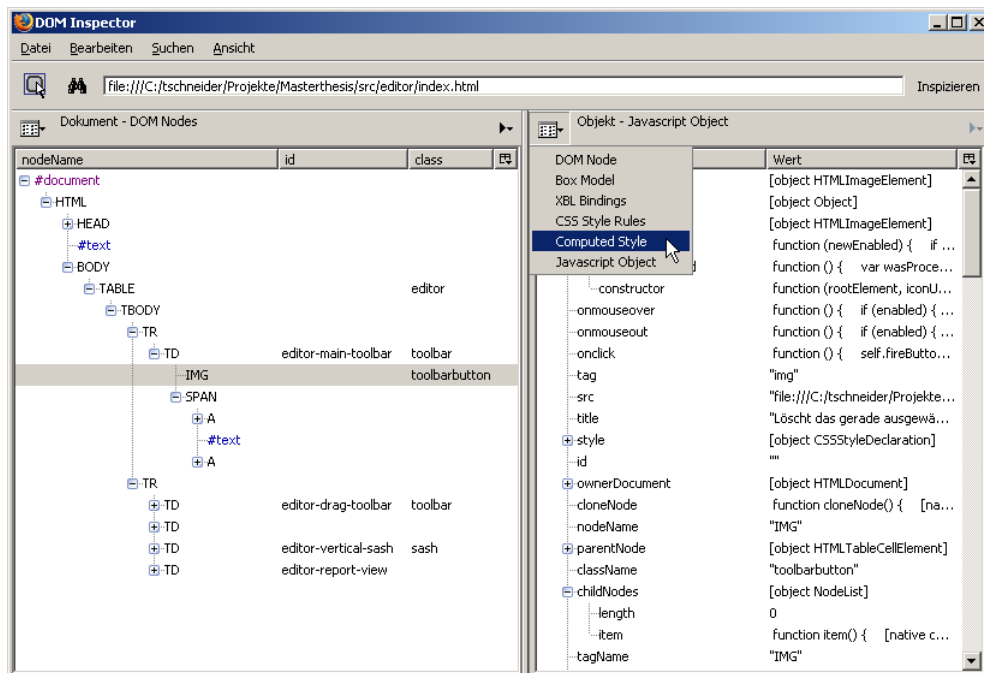 DOM Inspector
Datei Bearbeiten Suchen Ansicht
file:///C:/tschneider/Projekte/Masterthesis/src/editor/index.html Inspizieren
Dokument - DOM Nodes
nodeName id class
#document
HTML
HEAD
#text
BODY
TABLE editor
TBODY
TR
TD editor-main-toolbar toolbar
IMG toolbarbutton
SPAN
A
#text
A
TR
TD editor-drag-toolbar toolbar
TD
TD editor-vertical-sash sash
TD editor-report-view
Objekt - Javascript Object
DOM Node
Box Model
XBL Bindings
CSS Style Rules
Computed Style
Javascript Object
Wert
[object HTMLImageElement]
[object Object]
[object HTMLImageElement]
function (newEnabled) { if ...
function () { var wasProce...
constructor function (rootElement, iconU...
onmouseover function () { if (enabled) { ...
onmouseout function () { if (enabled) { ...
onclick function () { self.fireButto...
tag "img"
src "file:///C:/tschneider/Projekte...
title "Löscht das gerade ausgewä...
style [object CSSStyleDeclaration]
id ""
ownerDocument [object HTMLDocument]
cloneNode function cloneNode() { [na...
nodeName "IMG"
parentNode [object HTMLTableCellElement]
className "toolbarbutton"
childNodes [object NodeList]
length 0
item function item() { [native c...
tagName "IMG"